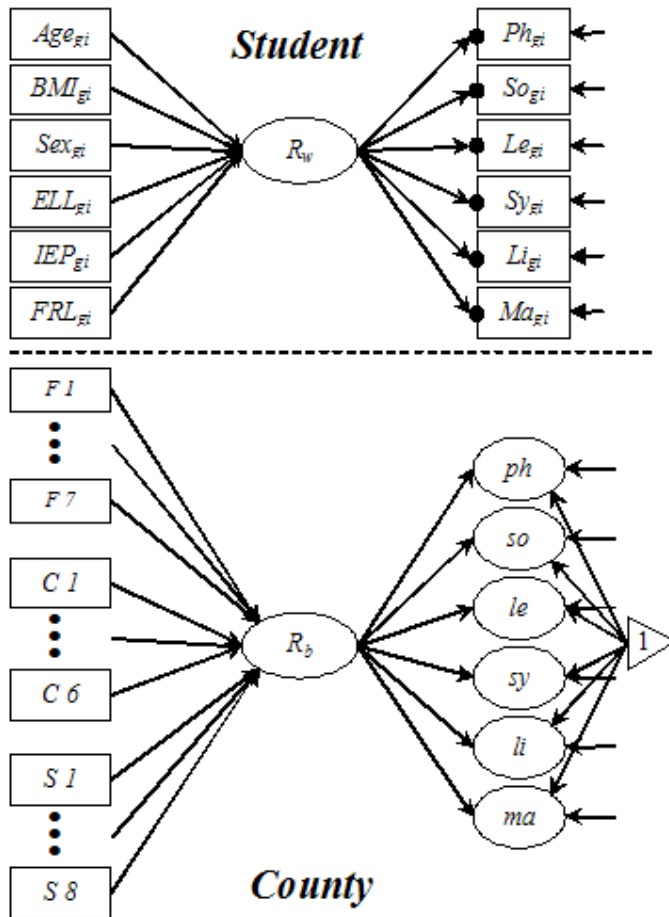 Student
Age_gi
BMI_gi
Sex_gi
ELL_gi
IEP_gi
FRL_gi
R_w
Ph_gi
So_gi
Le_gi
Sy_gi
Li_gi
Ma_gi
F 1
F 7
C 1
C 6
S 1
S 8
R_b
ph
so
le
sy
li
ma
1
County